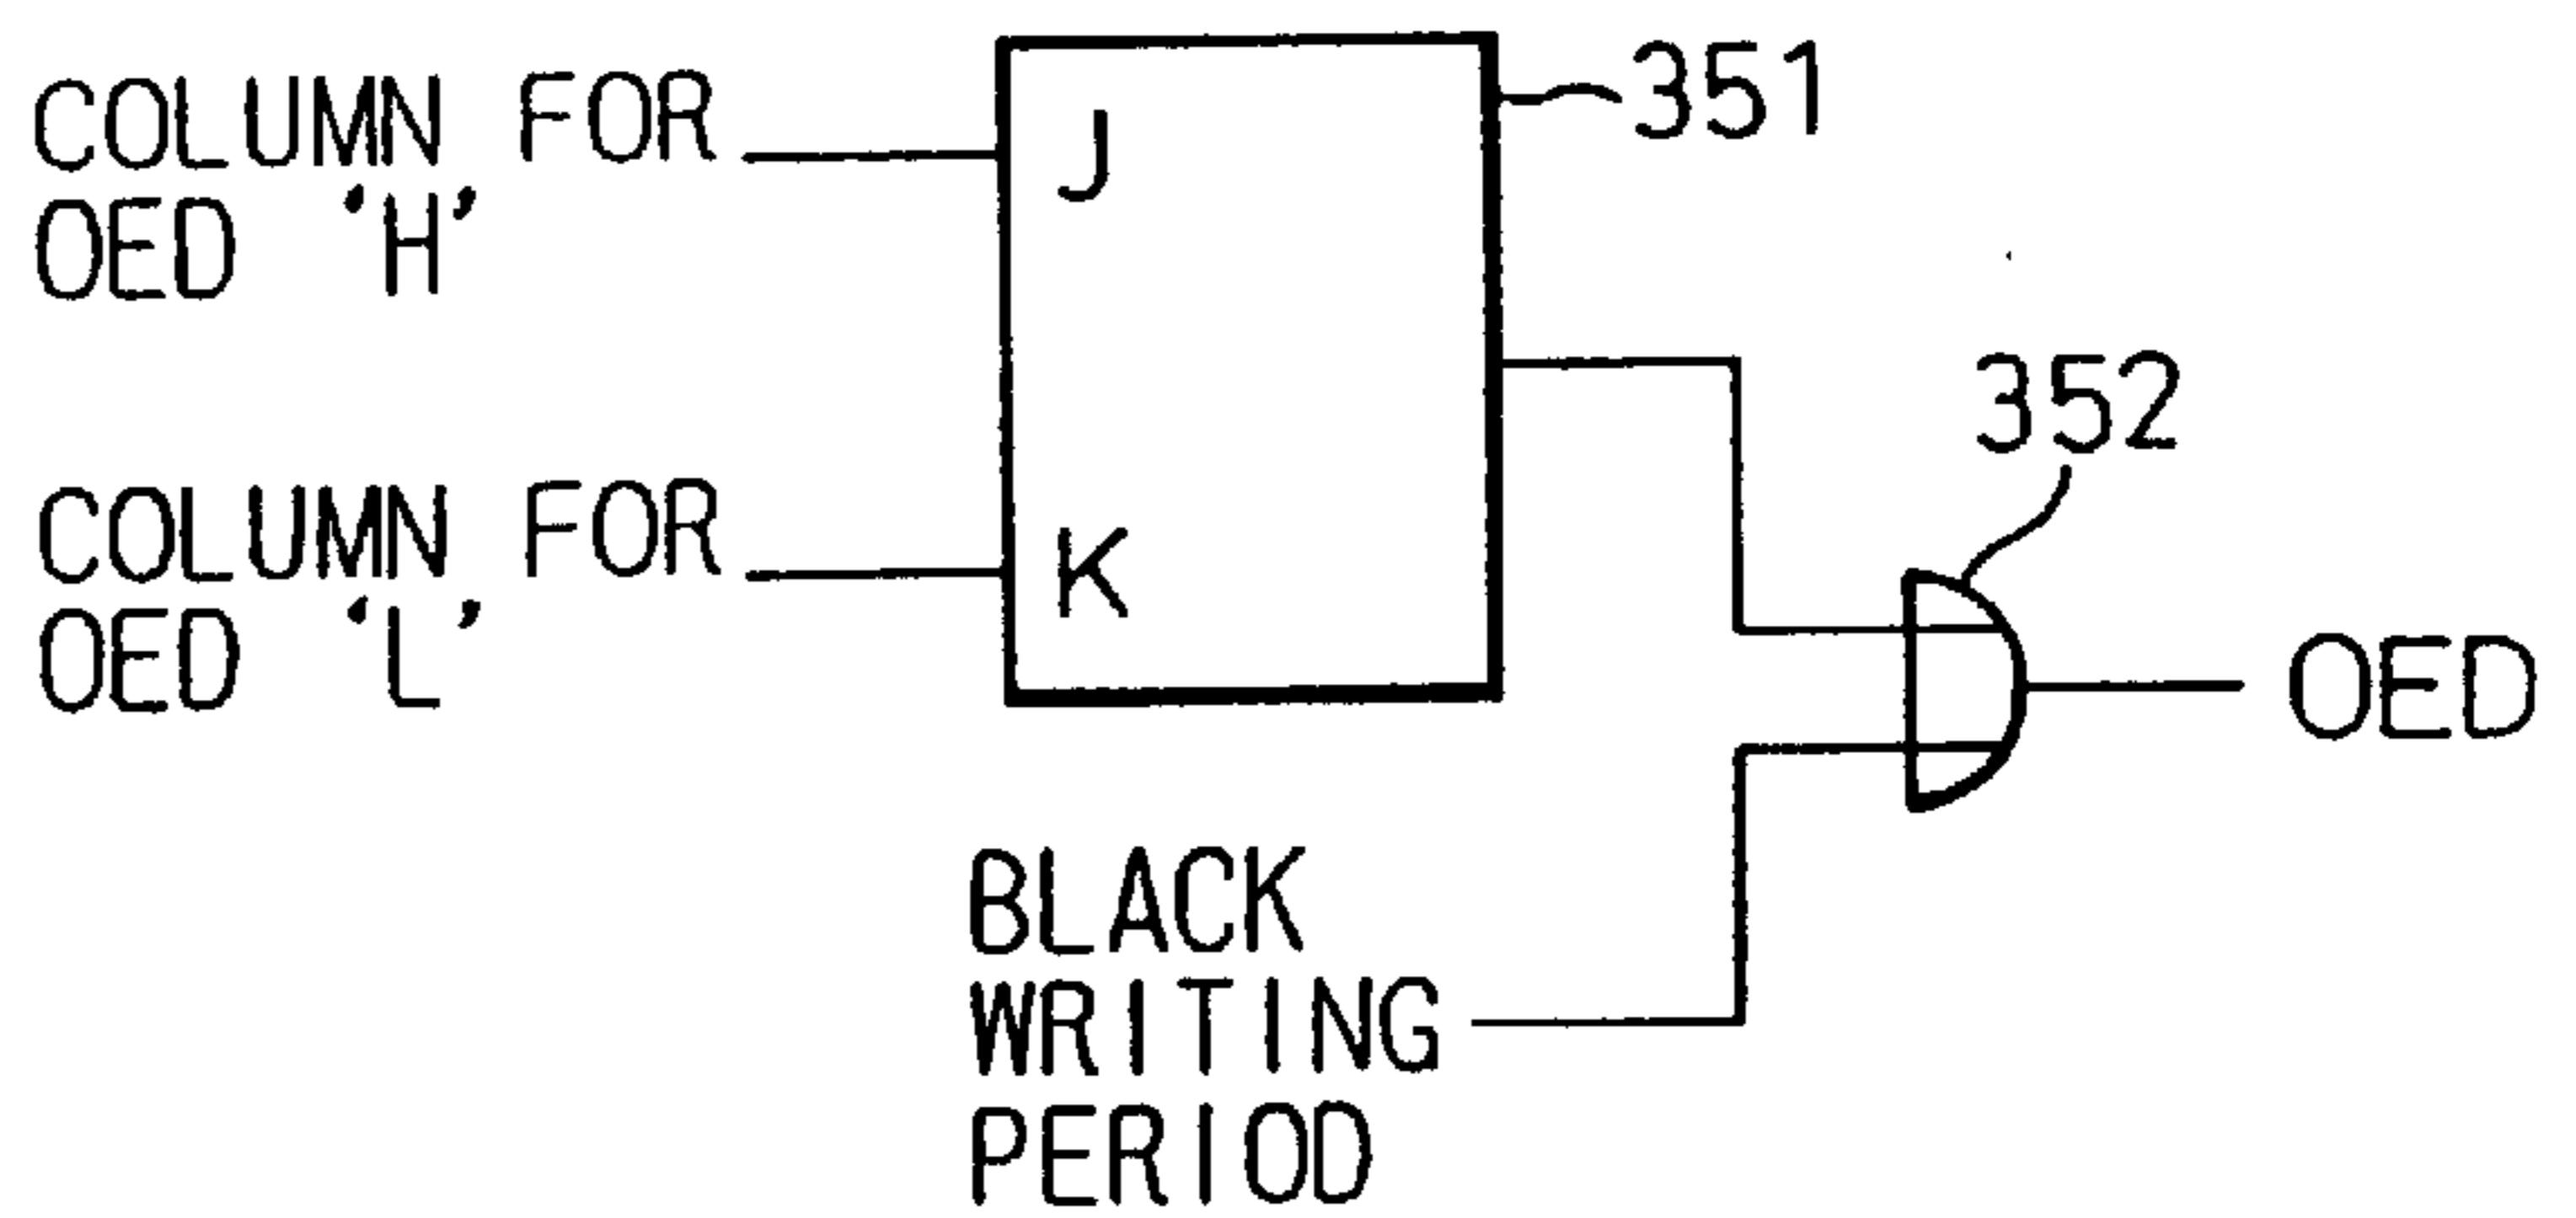 COLUMN FOR
OED 'H'
J
351
352
COLUMN FOR
OED 'L'
K
OED
BLACK
WRITING
PERIOD